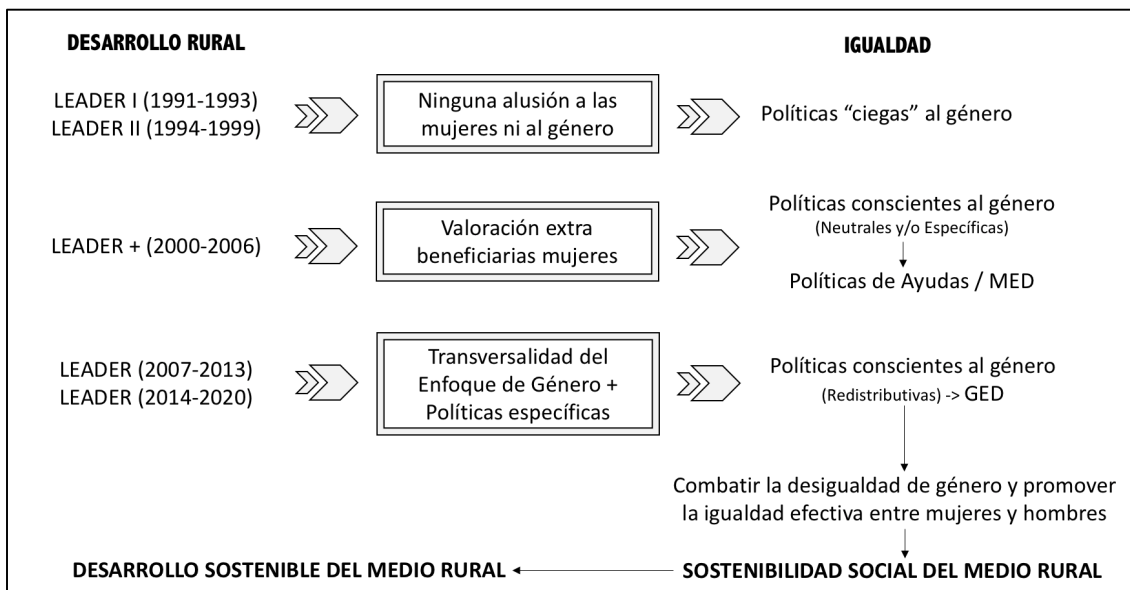 DESARROLLO RURAL
IGUALDAD
LEADER I (1991-1993)
LEADER II (1994-1999)
Ninguna alusión a las
mujeres ni al género
Políticas “ciegas” al género
LEADER + (2000-2006)
Valoración extra
beneficiarias mujeres
Políticas conscientes al género
(Neutrales y/o Específicas)
Políticas de Ayudas / MED
LEADER (2007-2013)
LEADER (2014-2020)
Transversalidad del
Enfoque de Género +
Políticas específicas
Políticas conscientes al género
(Redistributivas) -> GED
Combatir la desigualdad de género y promover
la igualdad efectiva entre mujeres y hombres
DESARROLLO SOSTENIBLE DEL MEDIO RURAL
SOSTENIBILIDAD SOCIAL DEL MEDIO RURAL